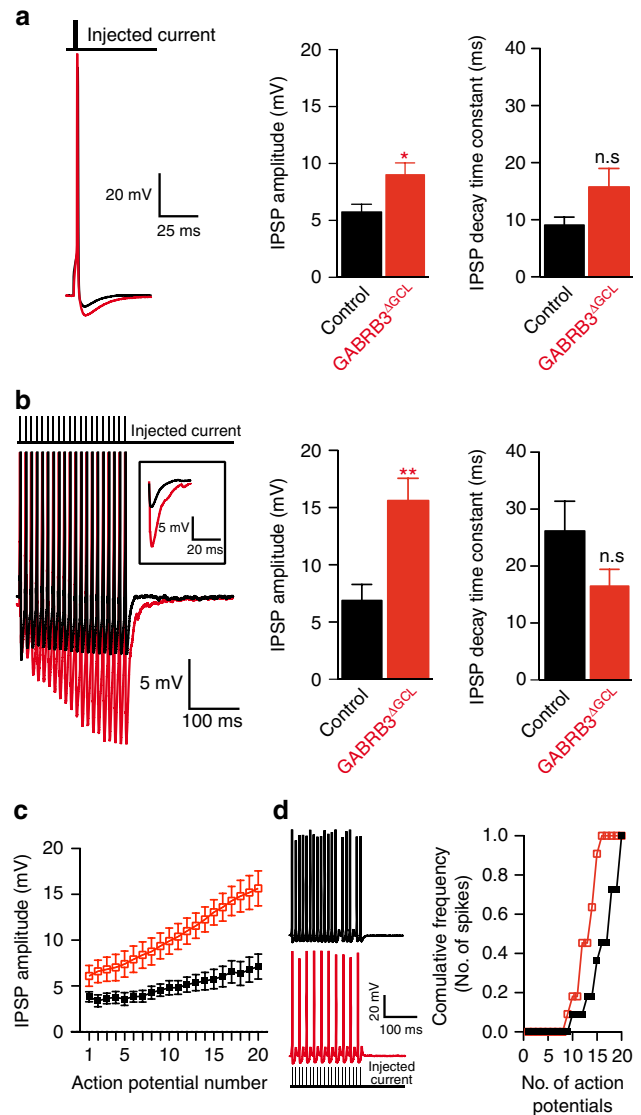 a
Injected current
20 mV
25 ms
IPSP amplitude (mV)
20
15
10
5
0
*
Control
GABRB3ΔGCL
IPSP decay time constant (ms)
40
30
20
10
0
n.s
Control
GABRB3ΔGCL
b
Injected current
5 mV
20 ms
5 mV
100 ms
IPSP amplitude (mV)
20
15
10
5
0
**
Control
GABRB3ΔGCL
IPSP decay time constant (ms)
40
30
20
10
0
n.s
Control
GABRB3ΔGCL
c
IPSP amplitude (mV)
20
15
10
5
0
1 5 10 15 20
Action potential number
d
20 mV
100 ms
Injected
current
Cumulative frequency
(No. of spikes)
1.0
0.8
0.6
0.4
0.2
0.0
0 5 10 15 20
No. of action
potentials